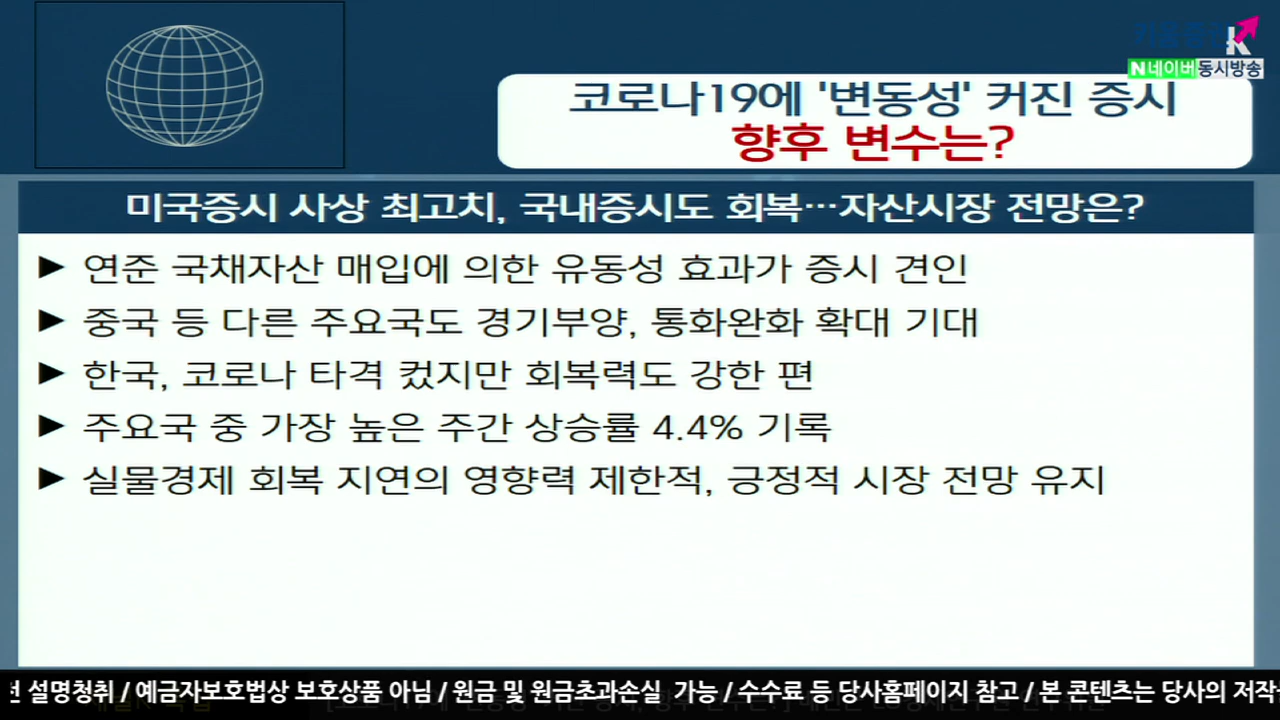 키움증권
K
N 네이버 동시방송
코로나19에 '변동성' 커진 증시
향후 변수는?
미국증시 사상 최고치, 국내증시도 회복…자산시장 전망은?
▶ 연준 국채자산 매입에 의한 유동성 효과가 증시 견인
▶ 중국 등 다른 주요국도 경기부양, 통화완화 확대 기대
▶ 한국, 코로나 타격 컸지만 회복력도 강한 편
▶ 주요국 중 가장 높은 주간 상승률 4.4% 기록
▶ 실물경제 회복 지연의 영향력 제한적, 긍정적 시장 전망 유지
설명청취 / 예금자보호법상 보호상품 아님 / 원금 및 원금초과손실 가능 / 수수료 등 당사홈페이지 참고 / 본 콘텐츠는 당사의